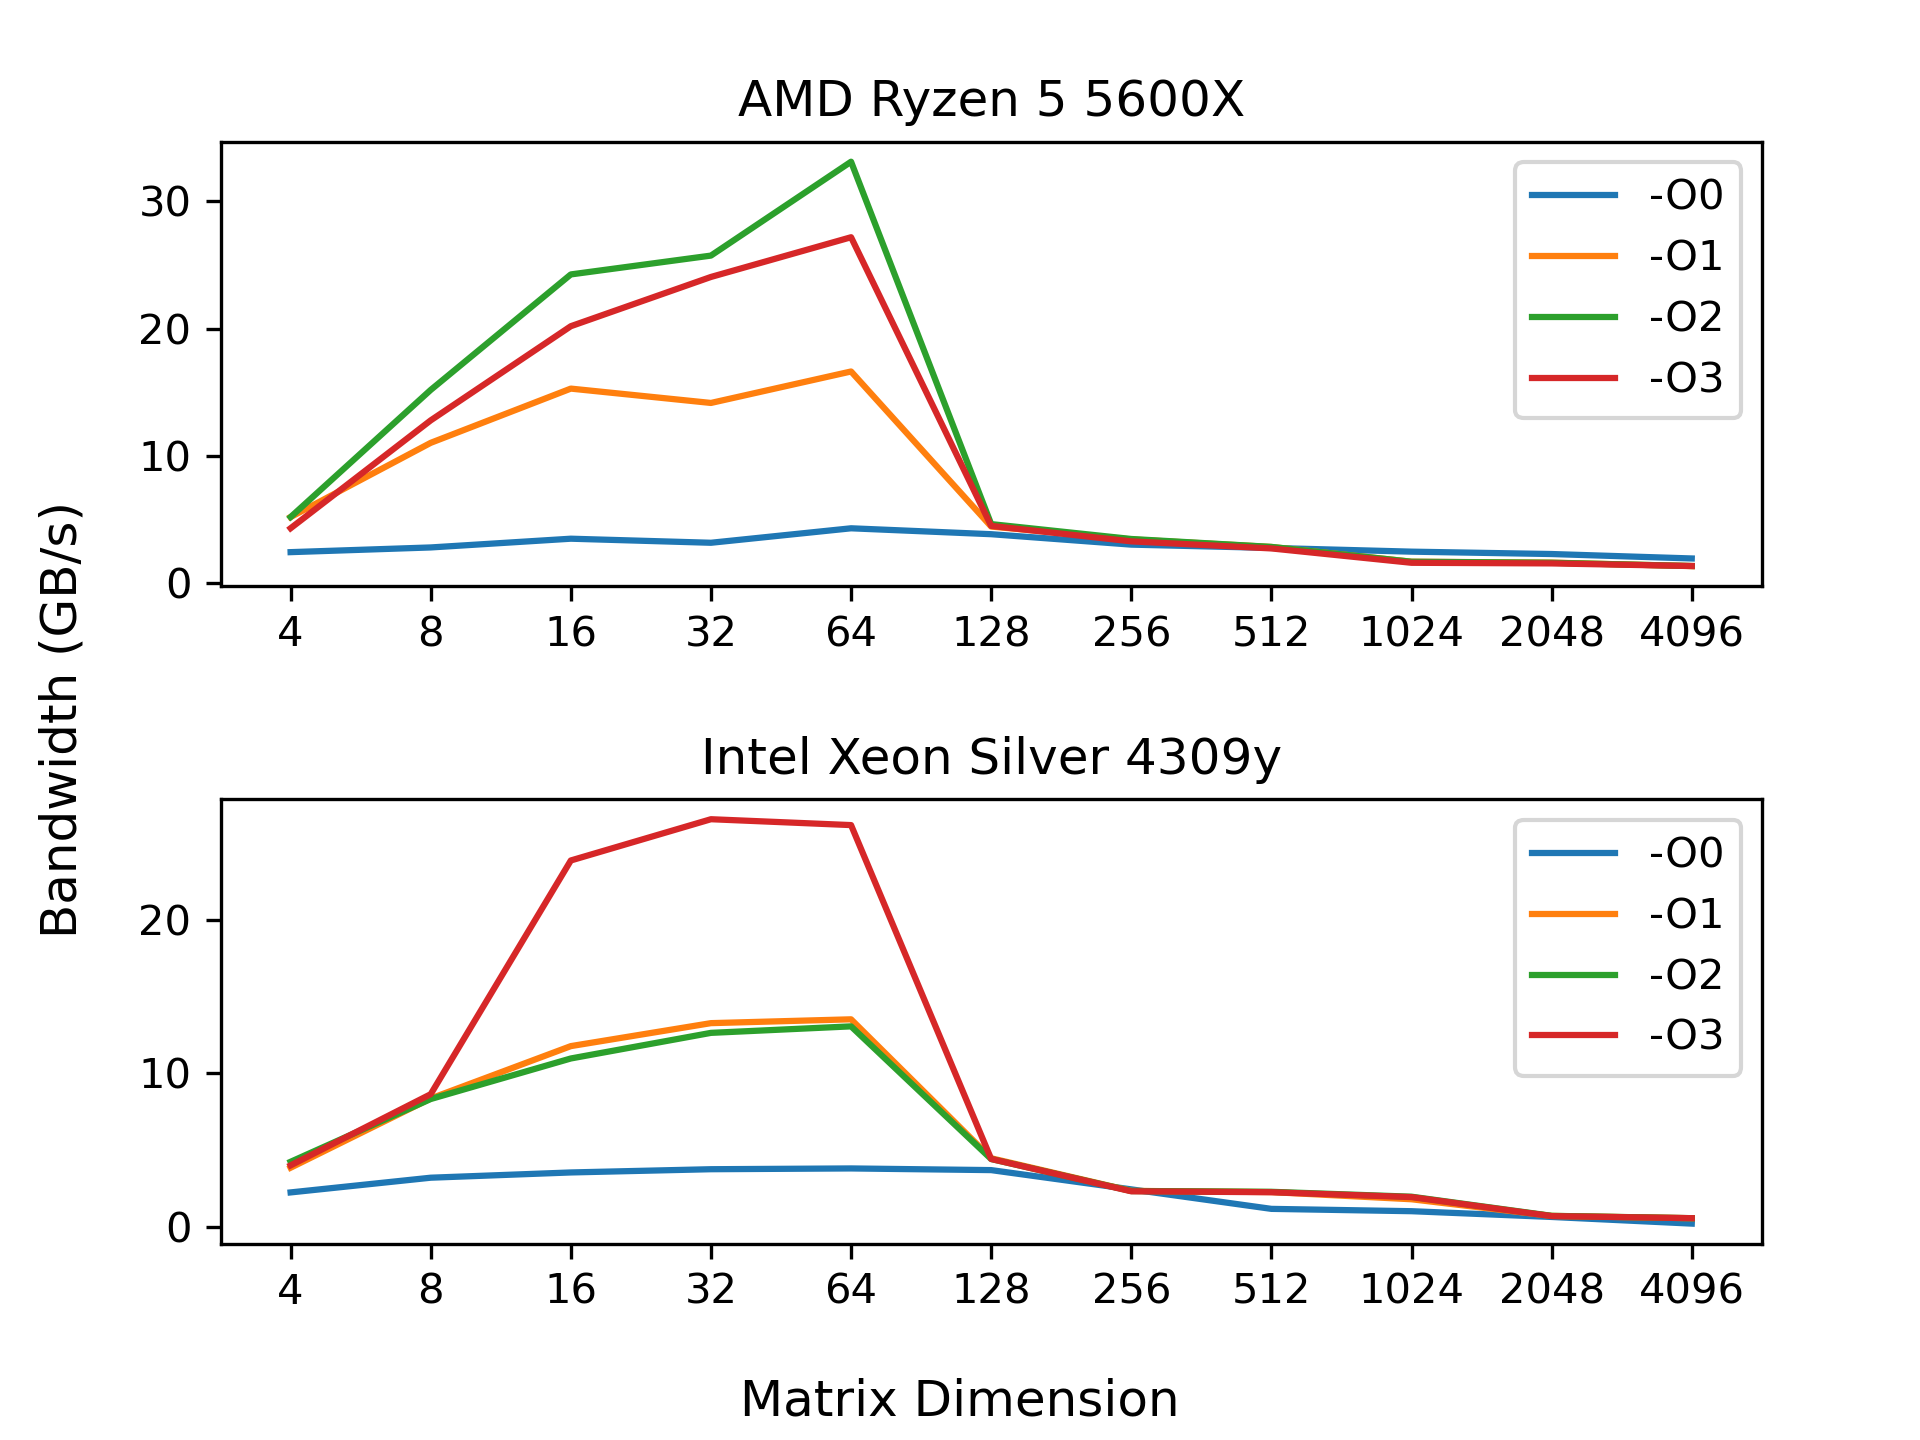 AMD Ryzen 5 5600X
30
20
10
0
-O0
-O1
-O2
-O3
4 8 16 32 64 128 256 512 1024 2048 4096
Bandwidth (GB/s)
Intel Xeon Silver 4309y
20
10
0
-O0
-O1
-O2
-O3
4 8 16 32 64 128 256 512 1024 2048 4096
Matrix Dimension